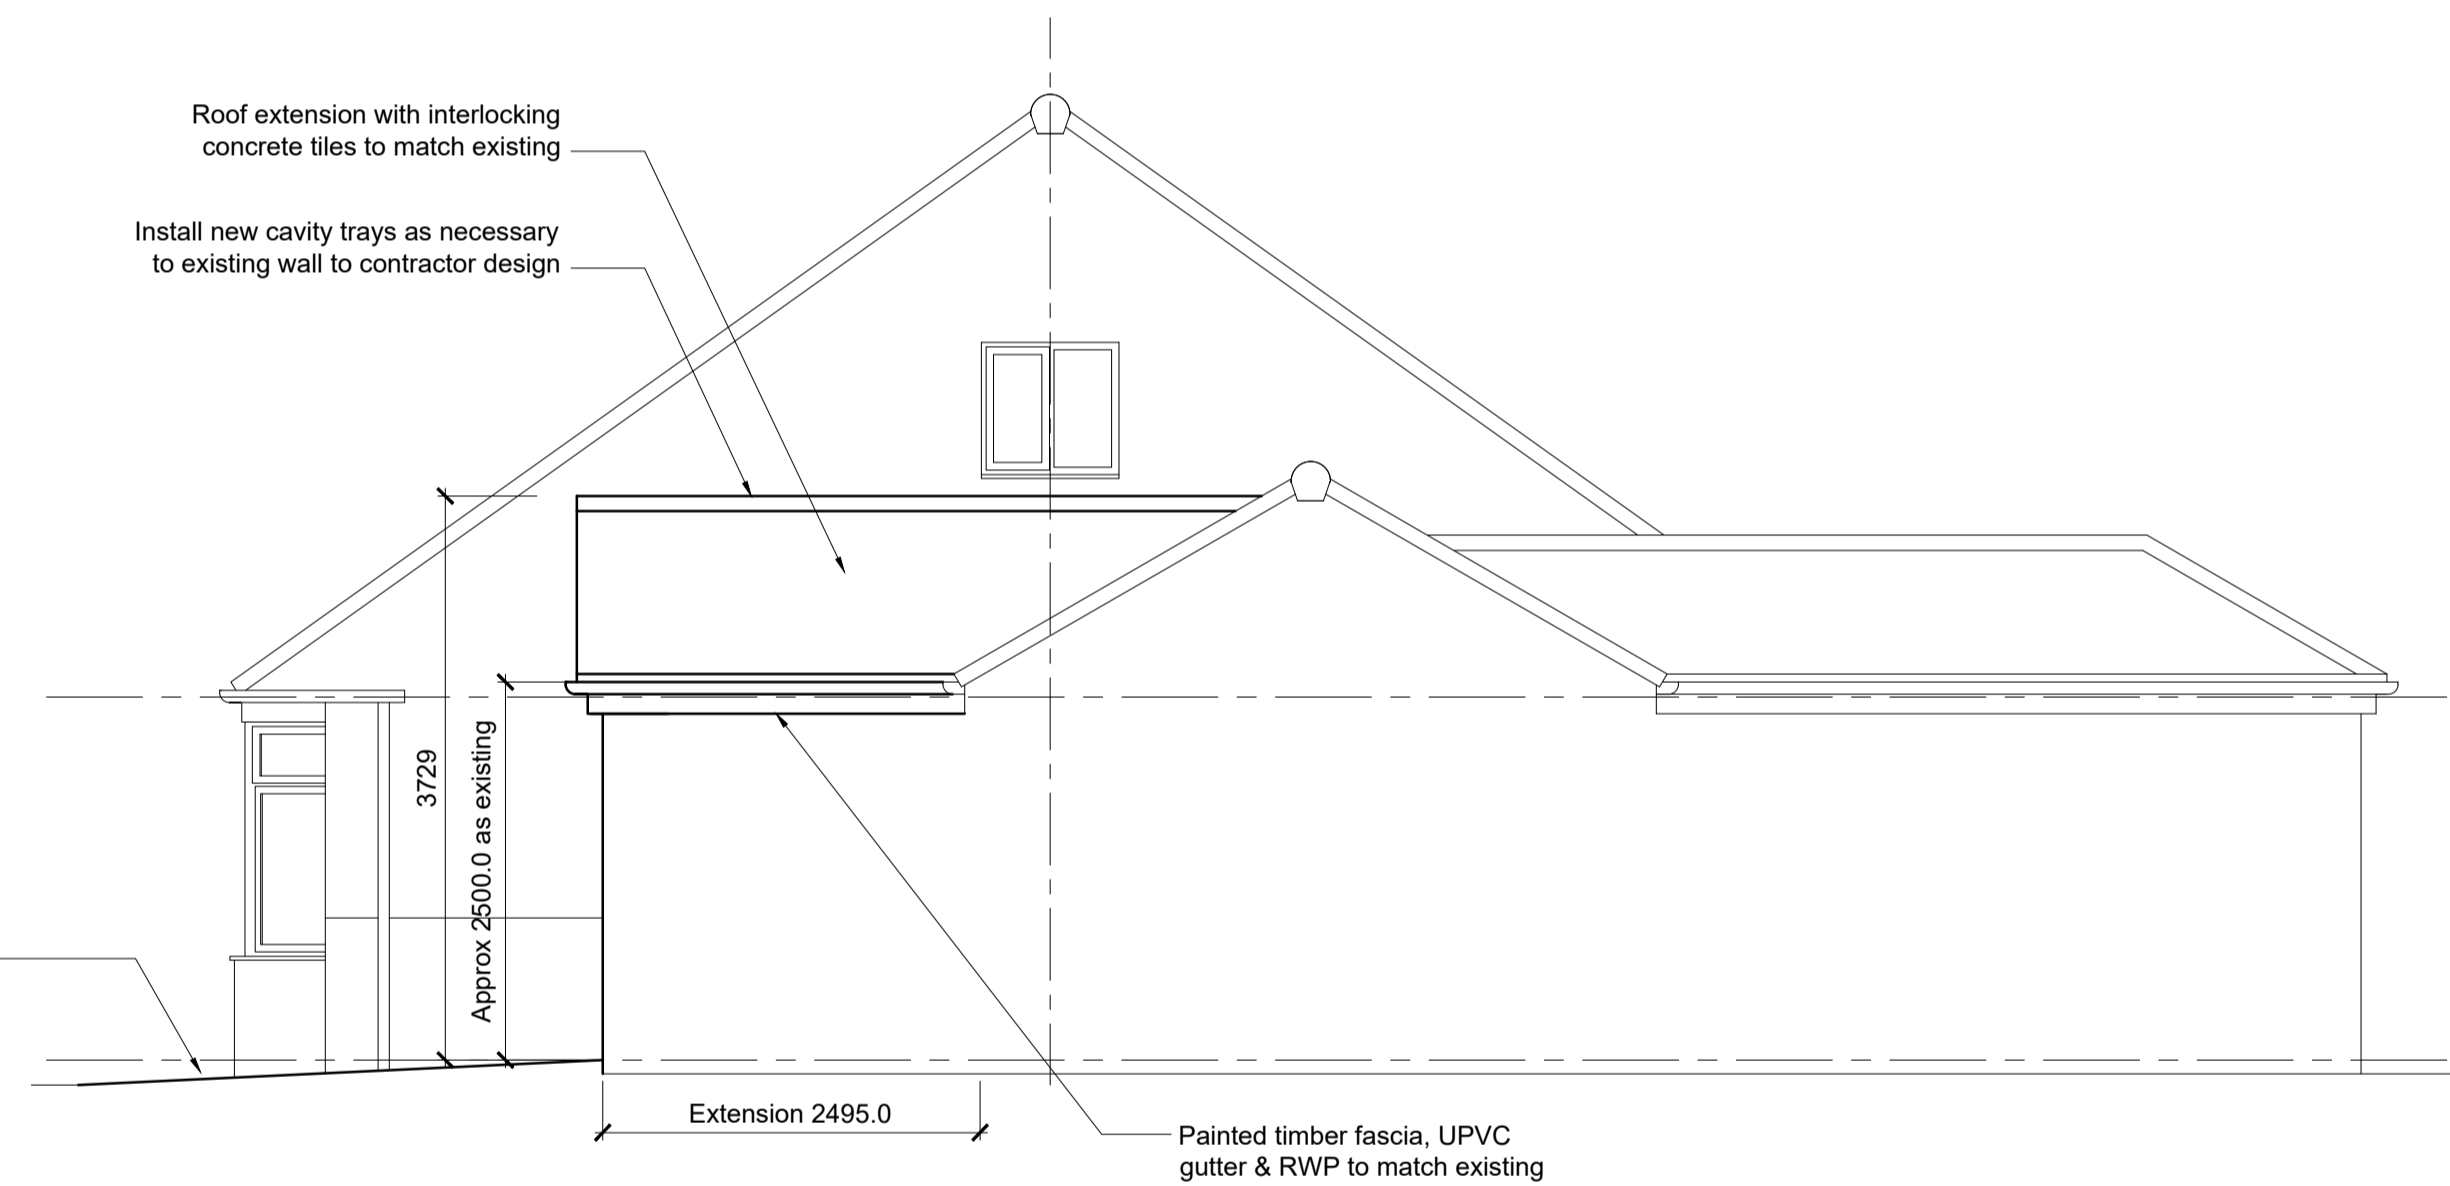 Roof extension with interlocking
concrete tiles to match existing
Install new cavity trays as necessary
to existing wall to contractor design
3729
Approx 2500.0 as existing
Extension 2495.0
Painted timber fascia, UPVC
gutter & RWP to match existing